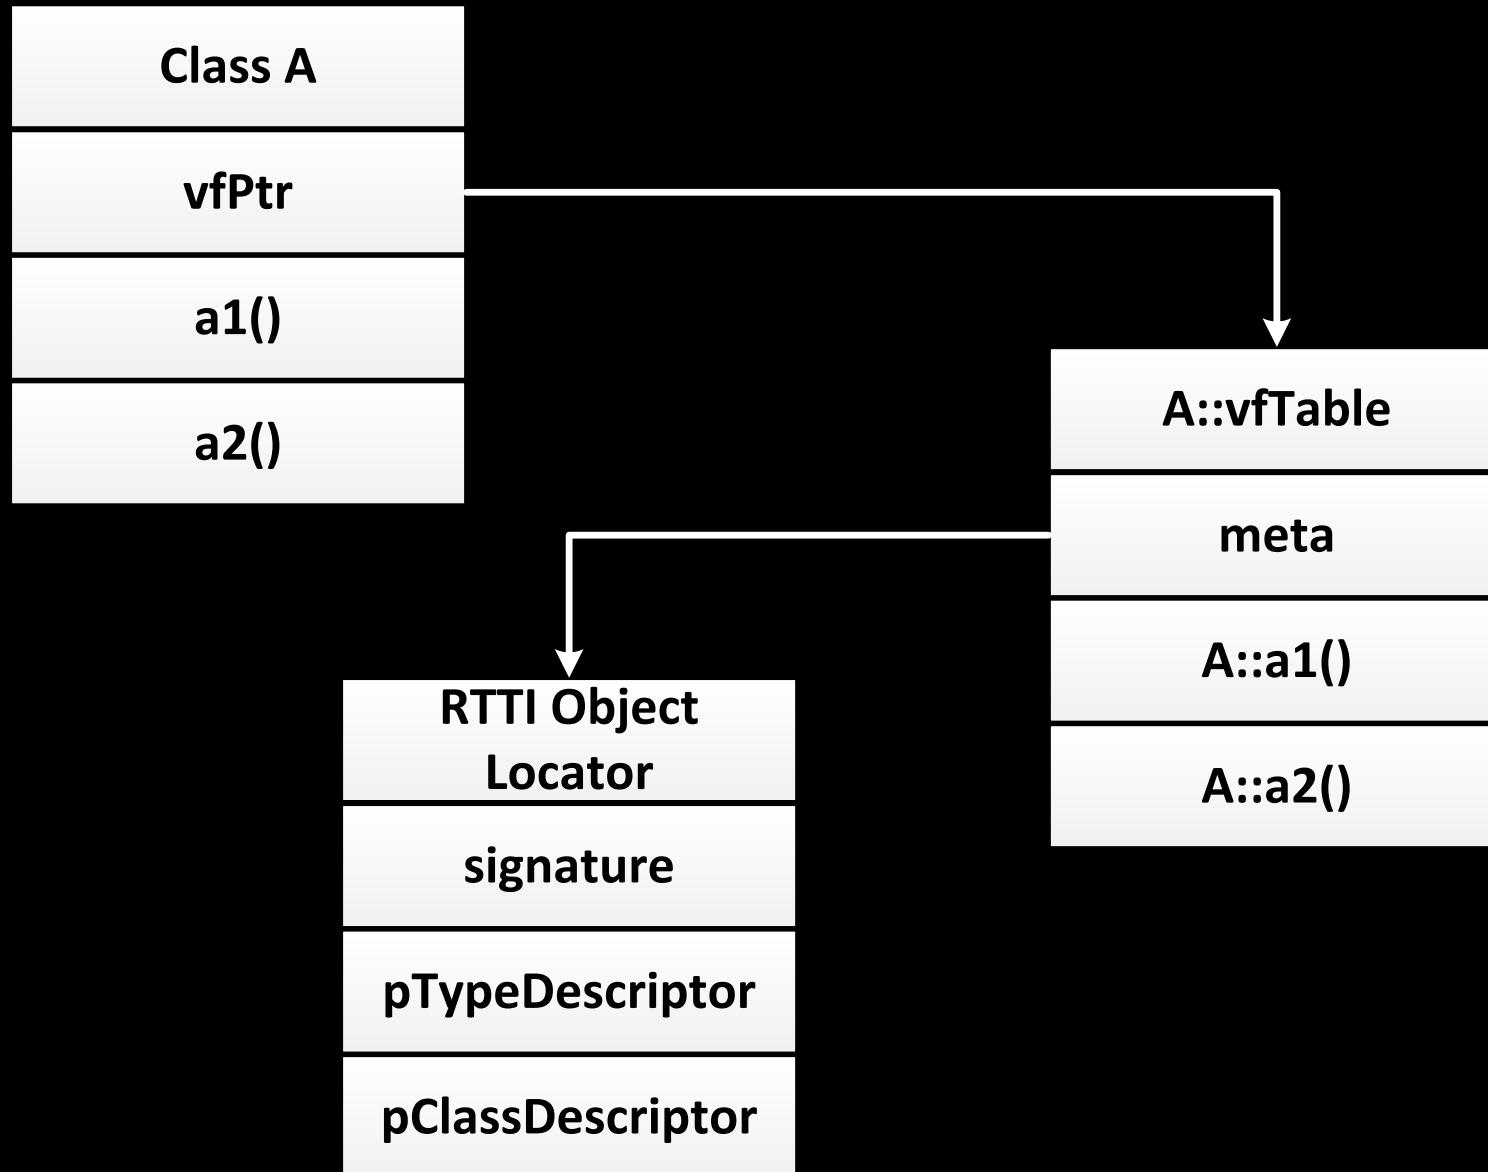 Class A
vfPtr
a1()
a2()
A::vfTable
meta
A::a1()
A::a2()
RTTI Object
Locator
signature
pTypeDescriptor
pClassDescriptor